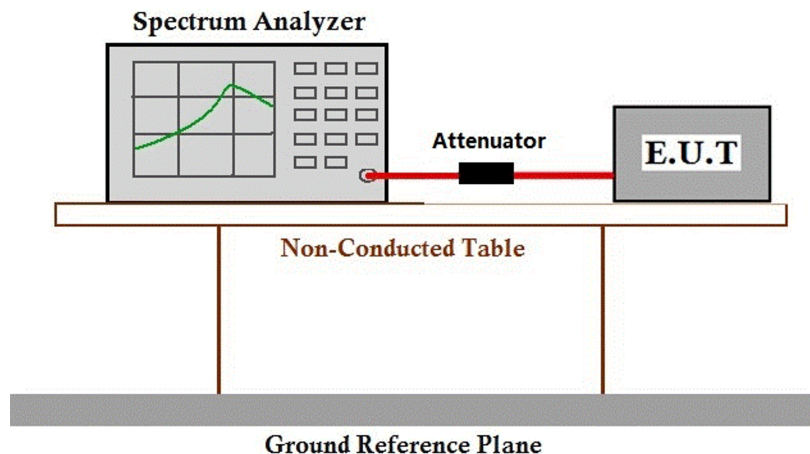 Spectrum Analyzer
Attenuator
E.U.T
Non-Conducted Table
Ground Reference Plane